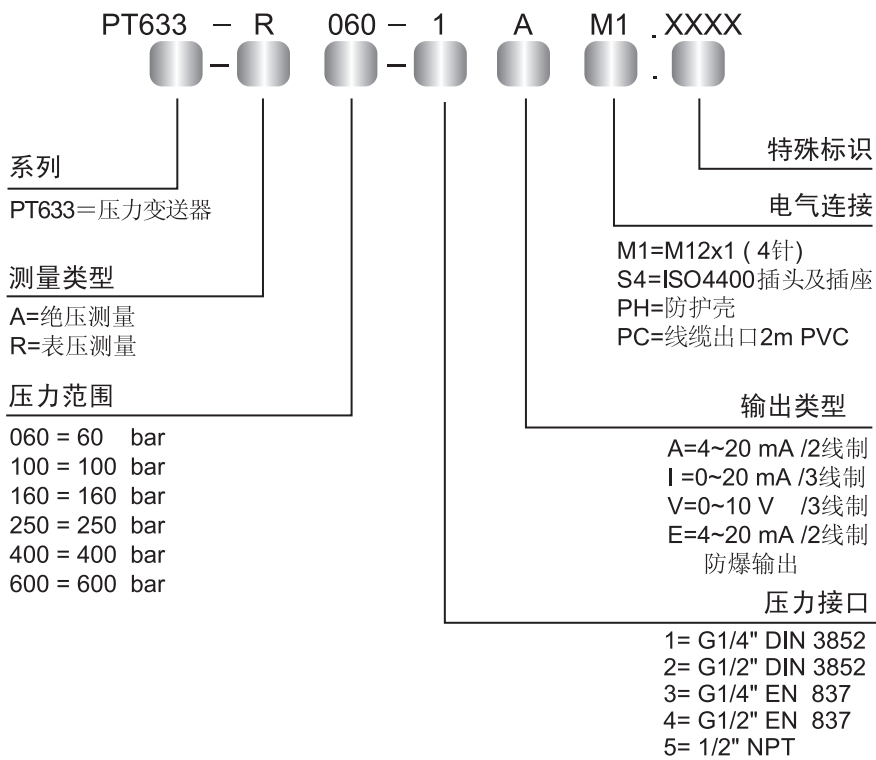 PT633 – R 060 – 1 A M1 . XXXX
– – .
系列
PT633＝压力变送器
测量类型
A=绝压测量
R=表压测量
压力范围
060 = 60 bar
100 = 100 bar
160 = 160 bar
250 = 250 bar
400 = 400 bar
600 = 600 bar
特殊标识
电气连接
M1=M12x1 ( 4针)
S4=ISO4400插头及插座
PH=防护壳
PC=线缆出口2m PVC
输出类型
A=4~20 mA /2线制
I =0~20 mA /3线制
V=0~10 V /3线制
E=4~20 mA /2线制
防爆输出
压力接口
1= G1/4" DIN 3852
2= G1/2" DIN 3852
3= G1/4" EN 837
4= G1/2" EN 837
5= 1/2" NPT